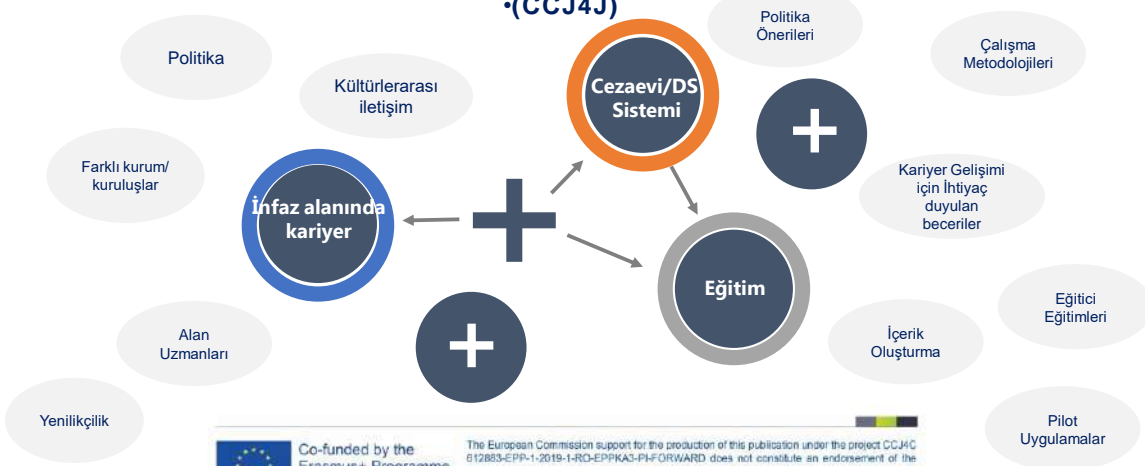 •(CCJ4J)
Politika
Önerileri
Çalışma
Metodolojileri
Politika
Kültürlerarası
iletişim
Cezaevi/DS
Sistemi
Farklı kurum/
kuruluşlar
Kariyer Gelişimi
için İhtiyaç
duyulan
beceriler
İnfaz alanında
kariyer
Eğitim
Eğitici
Eğitimleri
Alan
Uzmanları
İçerik
Oluşturma
Yenilikçilik
Pilot
Uygulamalar
Co-funded by the
Erasmus+ Programme
The European Commission support for the production of this publication under the project CCJ4C
612883-EPP-1-2019-1-RO-EPPKA3-PI-FORWARD does not constitute an endorsement of the